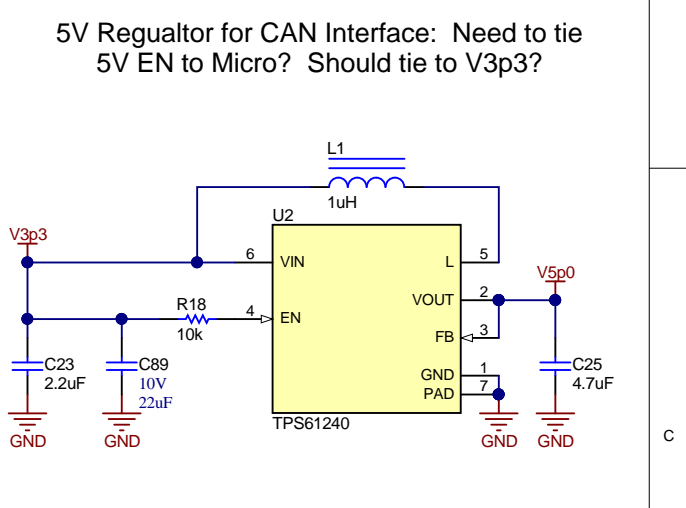 5V Regualtor for CAN Interface:  Need to tie
5V EN to Micro?  Should tie to V3p3?
L1
1uH
U2
V3p3
6
VIN
L
5
V5p0
VOUT
2
R18
10k
4
EN
FB
3
C23
2.2uF
C89
10V
22uF
GND
1
PAD
7
C25
4.7uF
TPS61240
GND
GND
GND
GND
C